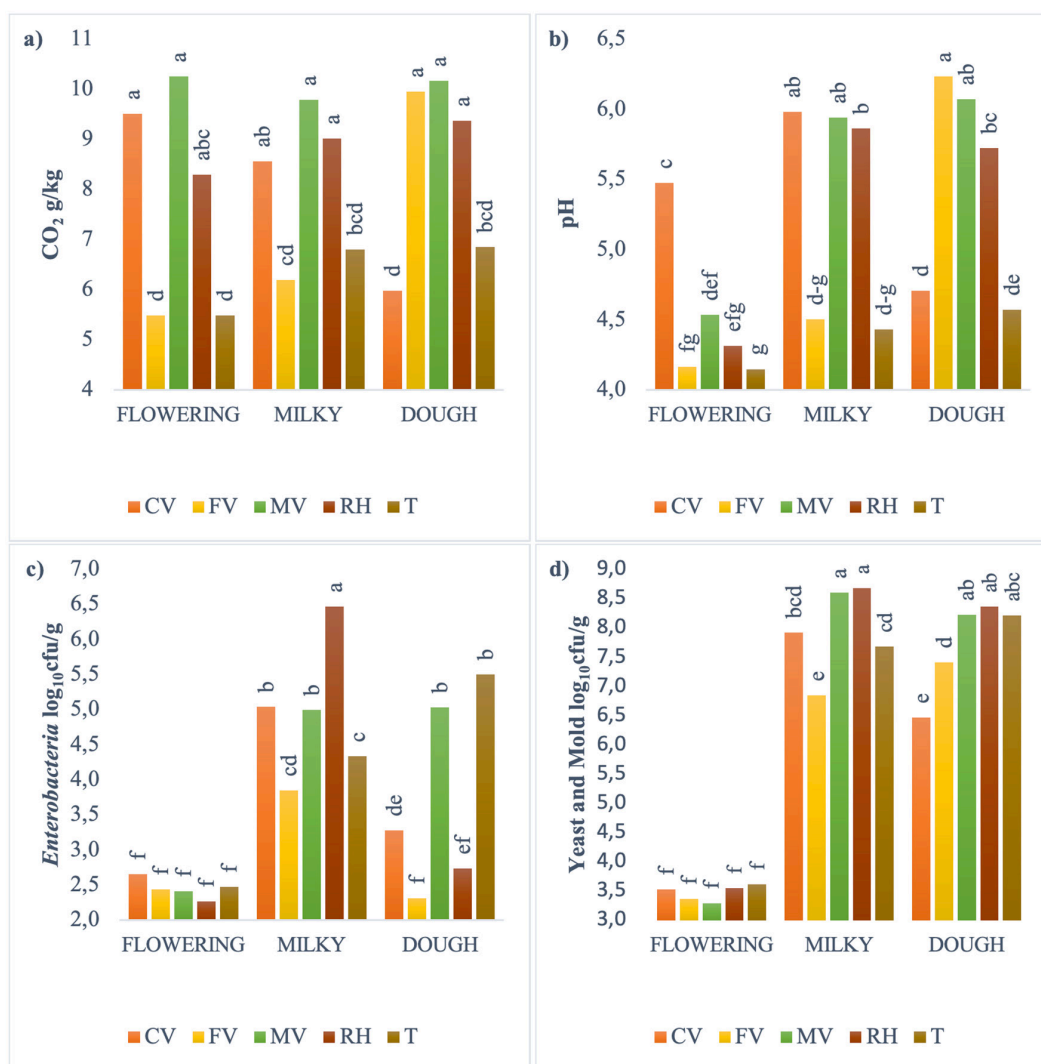 a)
CO₂ g/kg
11
10
9
8
7
6
5
4
a
d
a
abc
d
ab
cd
a
a
bcd
d
a
a
a
bcd
FLOWERING MILKY DOUGH
CV FV MV RH T
b)
pH
6,5
6,0
5,5
5,0
4,5
4,0
c
fg
def
efg
g
ab
d-g
ab
b
d-g
d
a
ab
bc
de
FLOWERING MILKY DOUGH
CV FV MV RH T
c)
Enterobacteria log₁₀cfu/g
7,0
6,5
6,0
5,5
5,0
4,5
4,0
3,5
3,0
2,5
2,0
f
f
f
f
f
b
cd
b
a
c
de
f
b
ef
b
FLOWERING MILKY DOUGH
CV FV MV RH T
d)
Yeast and Mold log₁₀cfu/g
9,0
8,5
8,0
7,5
7,0
6,5
6,0
5,5
5,0
4,5
4,0
3,5
3,0
f
f
f
f
f
bcd
e
a
a
cd
e
d
ab
ab
abc
FLOWERING MILKY DOUGH
CV FV MV RH T